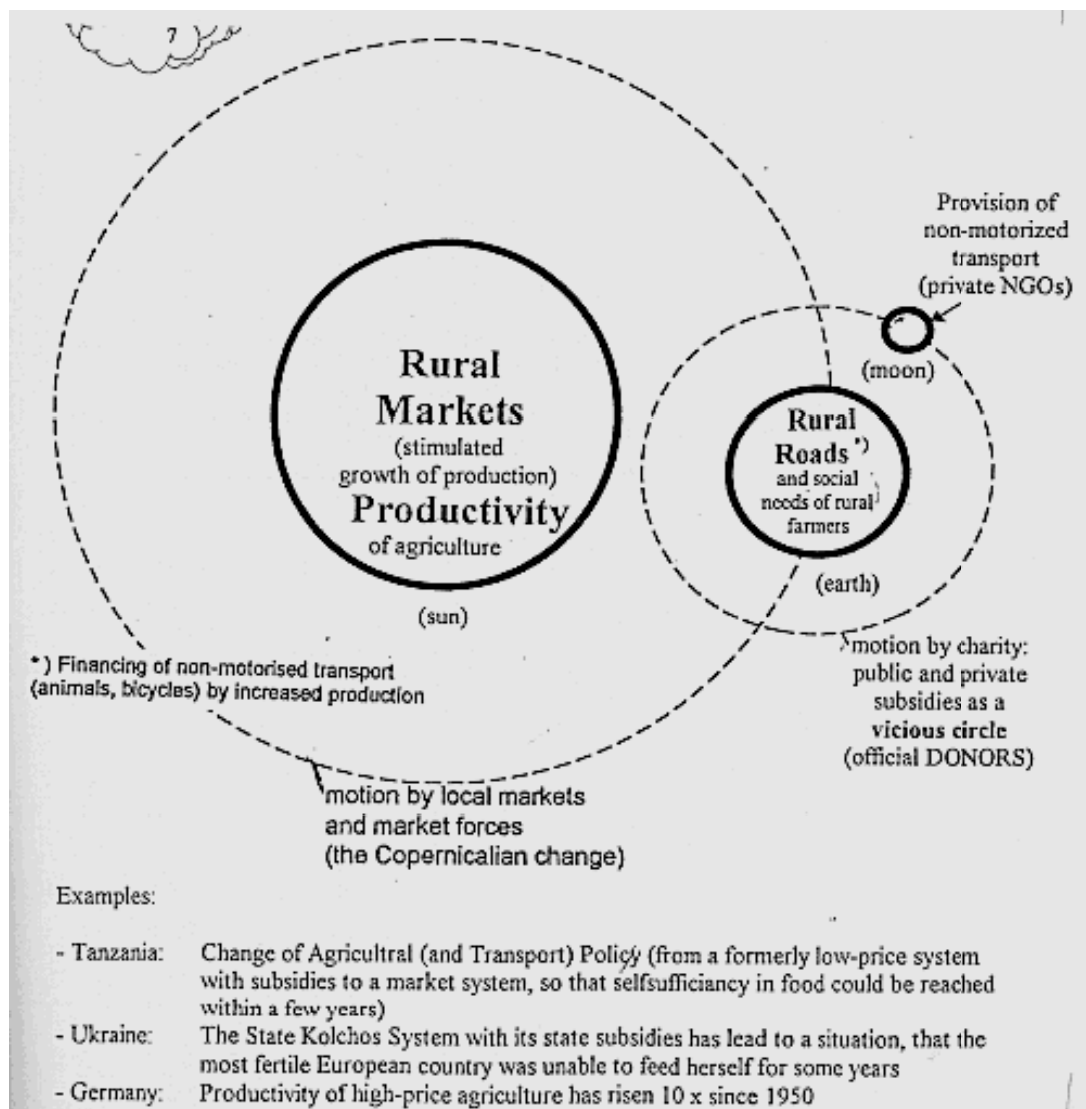 7
Provision of
non-motorized
transport
(private NGOs)
(moon)
Rural
Markets
(stimulated
growth of production)
Productivity
of agriculture
(sun)
Rural
Roads*)
and social
needs of rural
farmers
(earth)
*) Financing of non-motorised transport
(animals, bicycles) by increased production
motion by charity:
public and private
subsidies as a
vicious circle
(official DONORS)
motion by local markets
and market forces
(the Copernicalian change)
Examples:
- Tanzania: Change of Agricultral (and Transport) Policy (from a formerly low-price system
with subsidies to a market system, so that selfsufficiancy in food could be reached
within a few years)
- Ukraine: The State Kolchos System with its state subsidies has lead to a situation, that the
most fertile European country was unable to feed herself for some years
- Germany: Productivity of high-price agriculture has risen 10 x since 1950